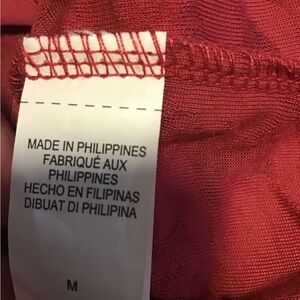 MADE IN PHILIPPINES
FABRIQUÉ AUX
PHILIPPINES
HECHO EN FILIPINAS
DIBUAT DI PHILIPINA
M